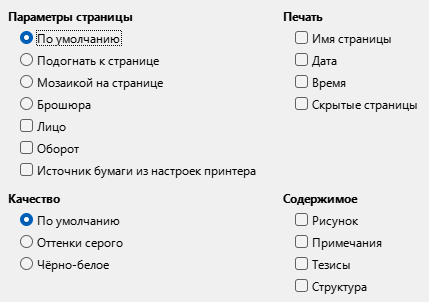 Параметры страницы
По умолчанию
Подогнать к странице
Мозаикой на странице
Брошюра
Лицо
Оборот
Источник бумаги из настроек принтера
Печать
Имя страницы
Дата
Время
Скрытые страницы
Качество
По умолчанию
Оттенки серого
Чёрно-белое
Содержимое
Рисунок
Примечания
Тезисы
Структура